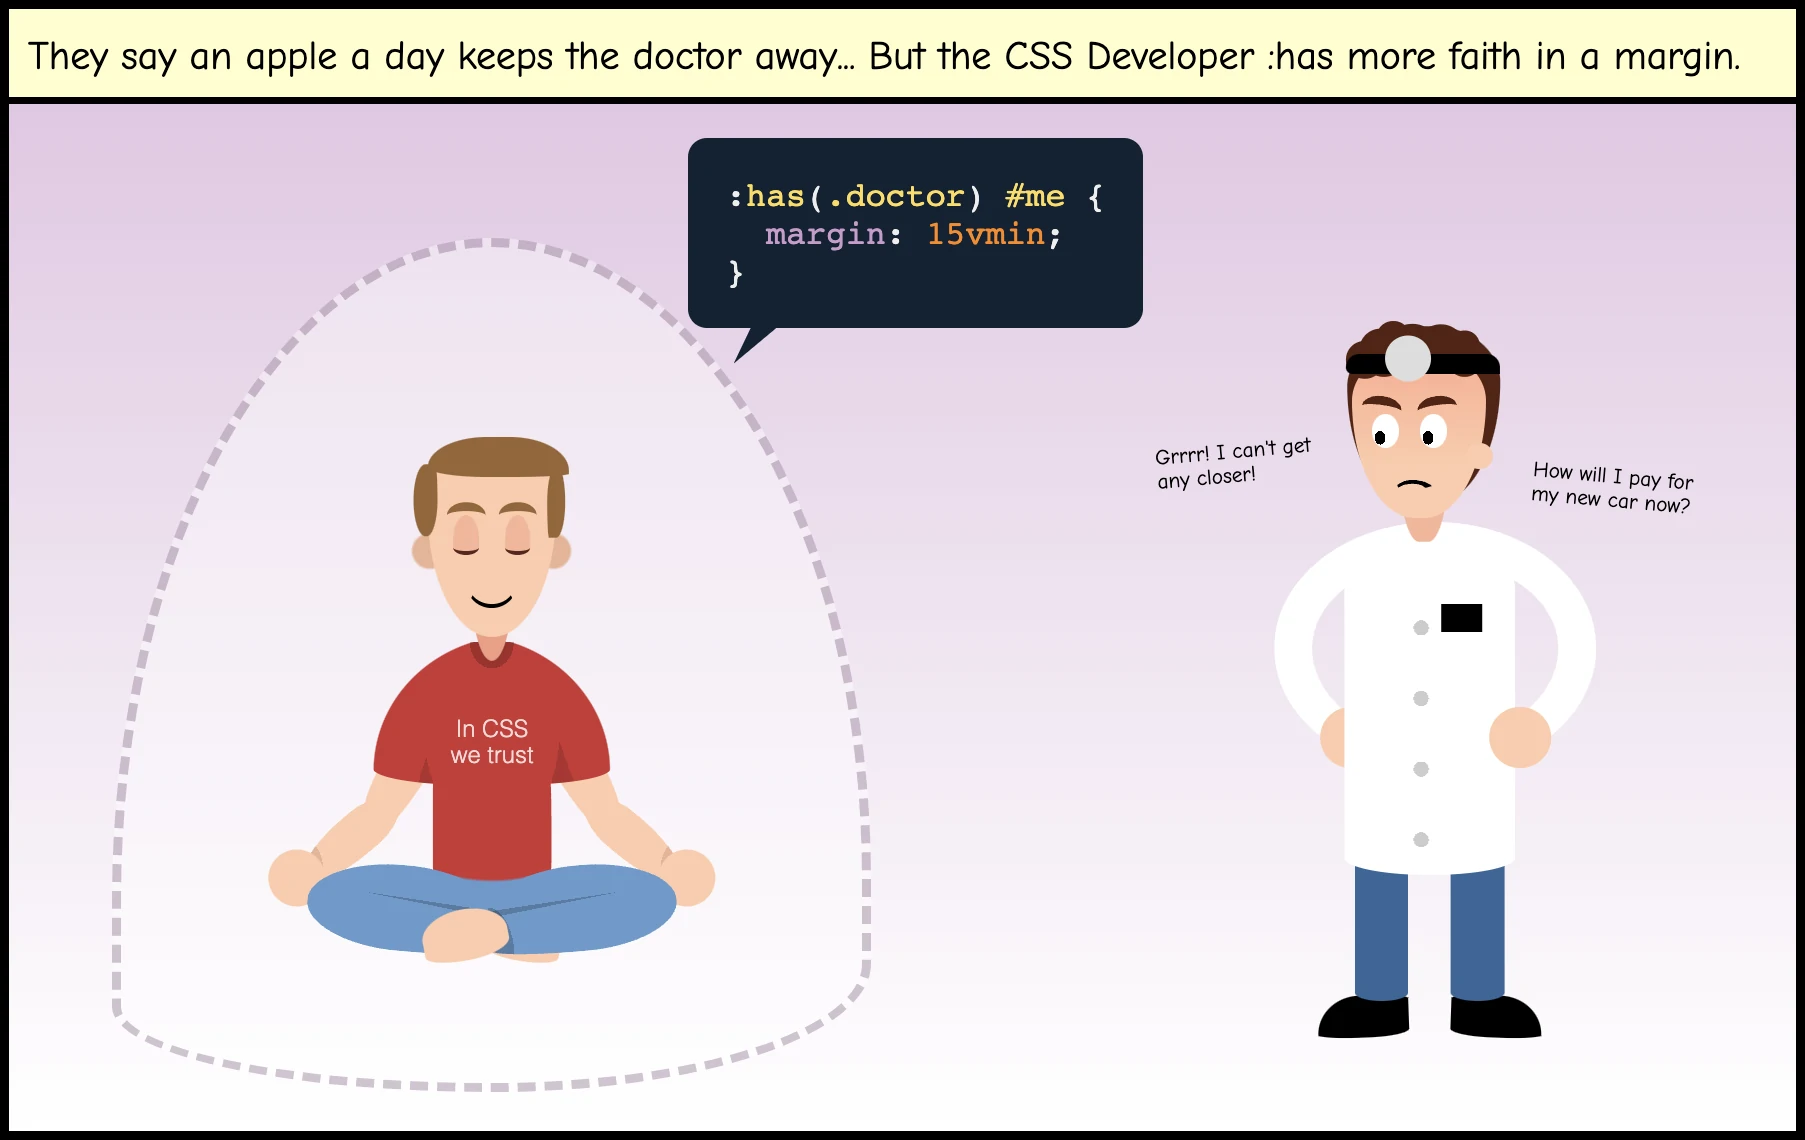 They say an apple a day keeps the doctor away... But the CSS Developer :has more faith in a margin.
:has(.doctor) #me {
margin: 15vmin;
}
Grrrr! I can't get
any closer!
How will I pay for
my new car now?
In CSS
we trust